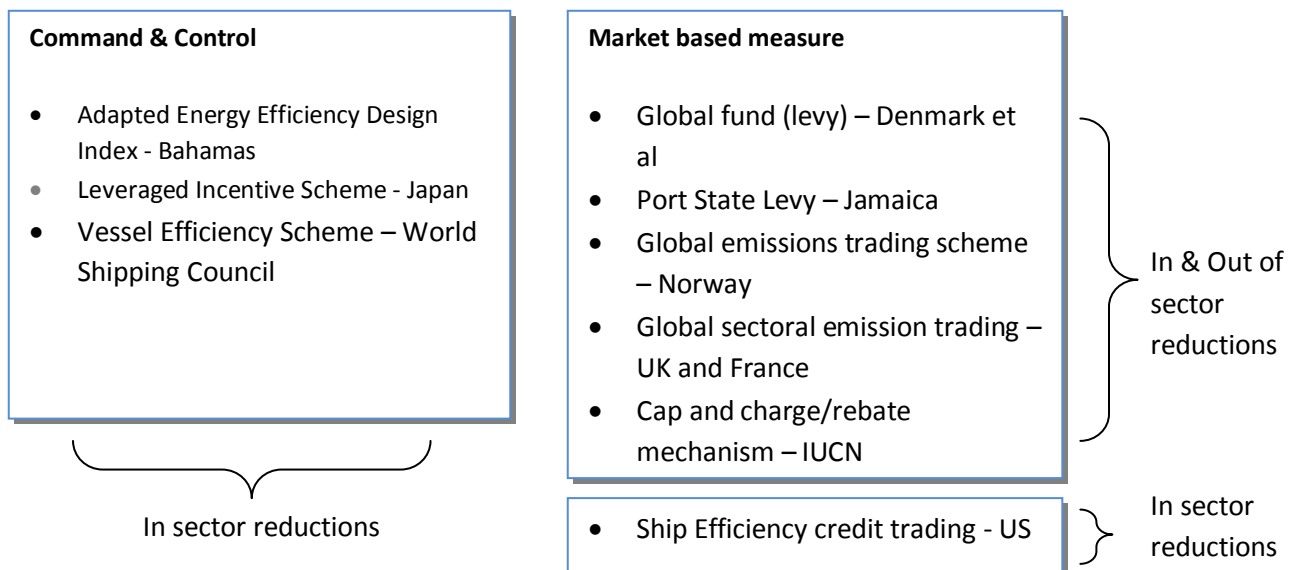 Command & Control
• Adapted Energy Efficiency Design
Index - Bahamas
• Leveraged Incentive Scheme - Japan
• Vessel Efficiency Scheme – World
Shipping Council
In sector reductions
Market based measure
• Global fund (levy) – Denmark et
al
• Port State Levy – Jamaica
• Global emissions trading scheme
– Norway
• Global sectoral emission trading –
UK and France
• Cap and charge/rebate
mechanism – IUCN
In & Out of
sector
reductions
• Ship Efficiency credit trading - US
In sector
reductions